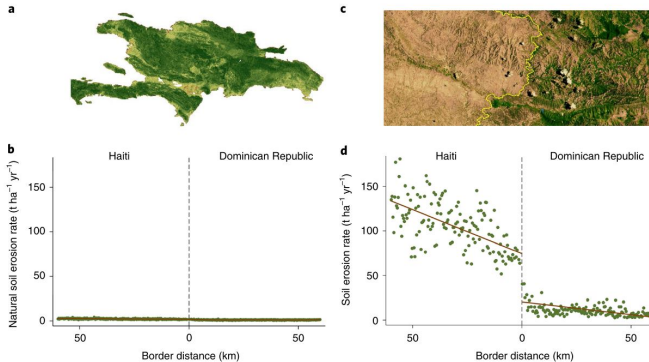 a
c
b
Haiti
Dominican Republic
Natural soil erosion rate (t ha⁻¹ yr⁻¹)
150
100
50
0
50
0
50
Border distance (km)
d
Haiti
Dominican Republic
Soil erosion rate (t ha⁻¹ yr⁻¹)
150
100
50
0
50
0
50
Border distance (km)